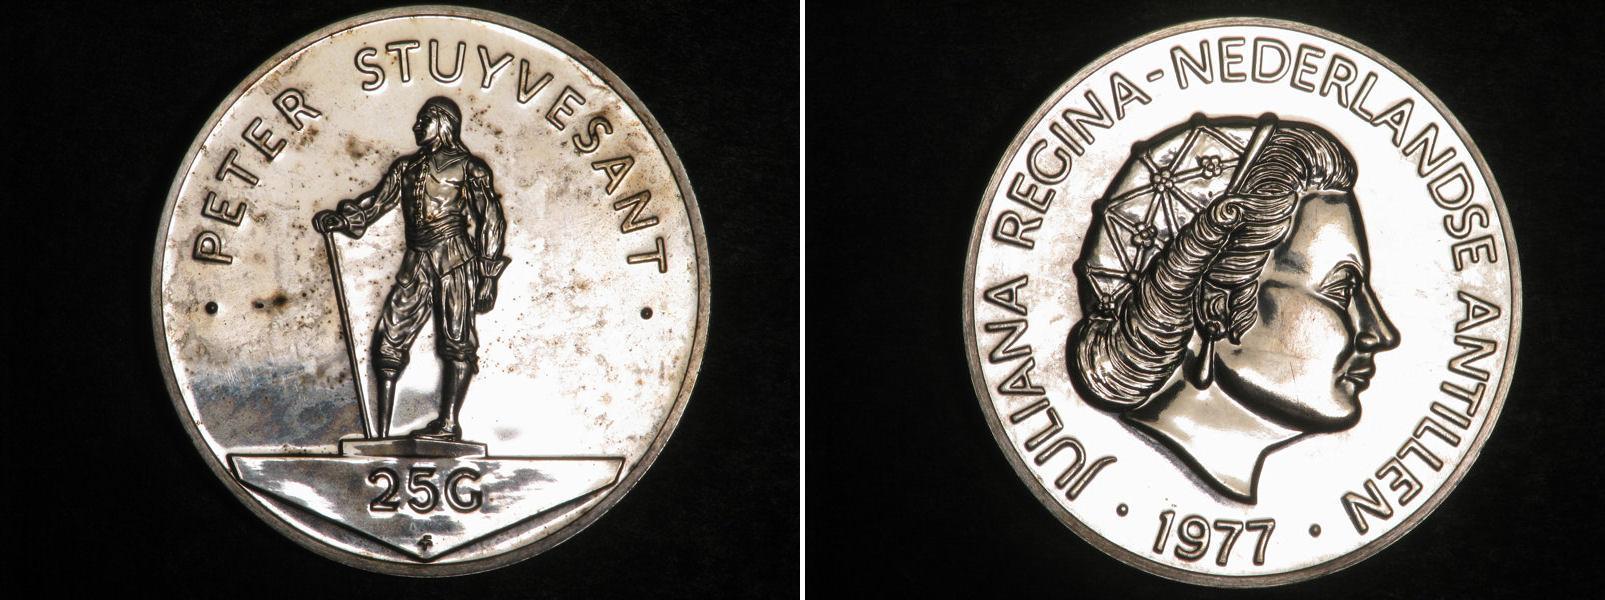 PETER STUYVESANT
25G
JULIANA REGINA-NEDERLANDSE ANTILLEN
1977